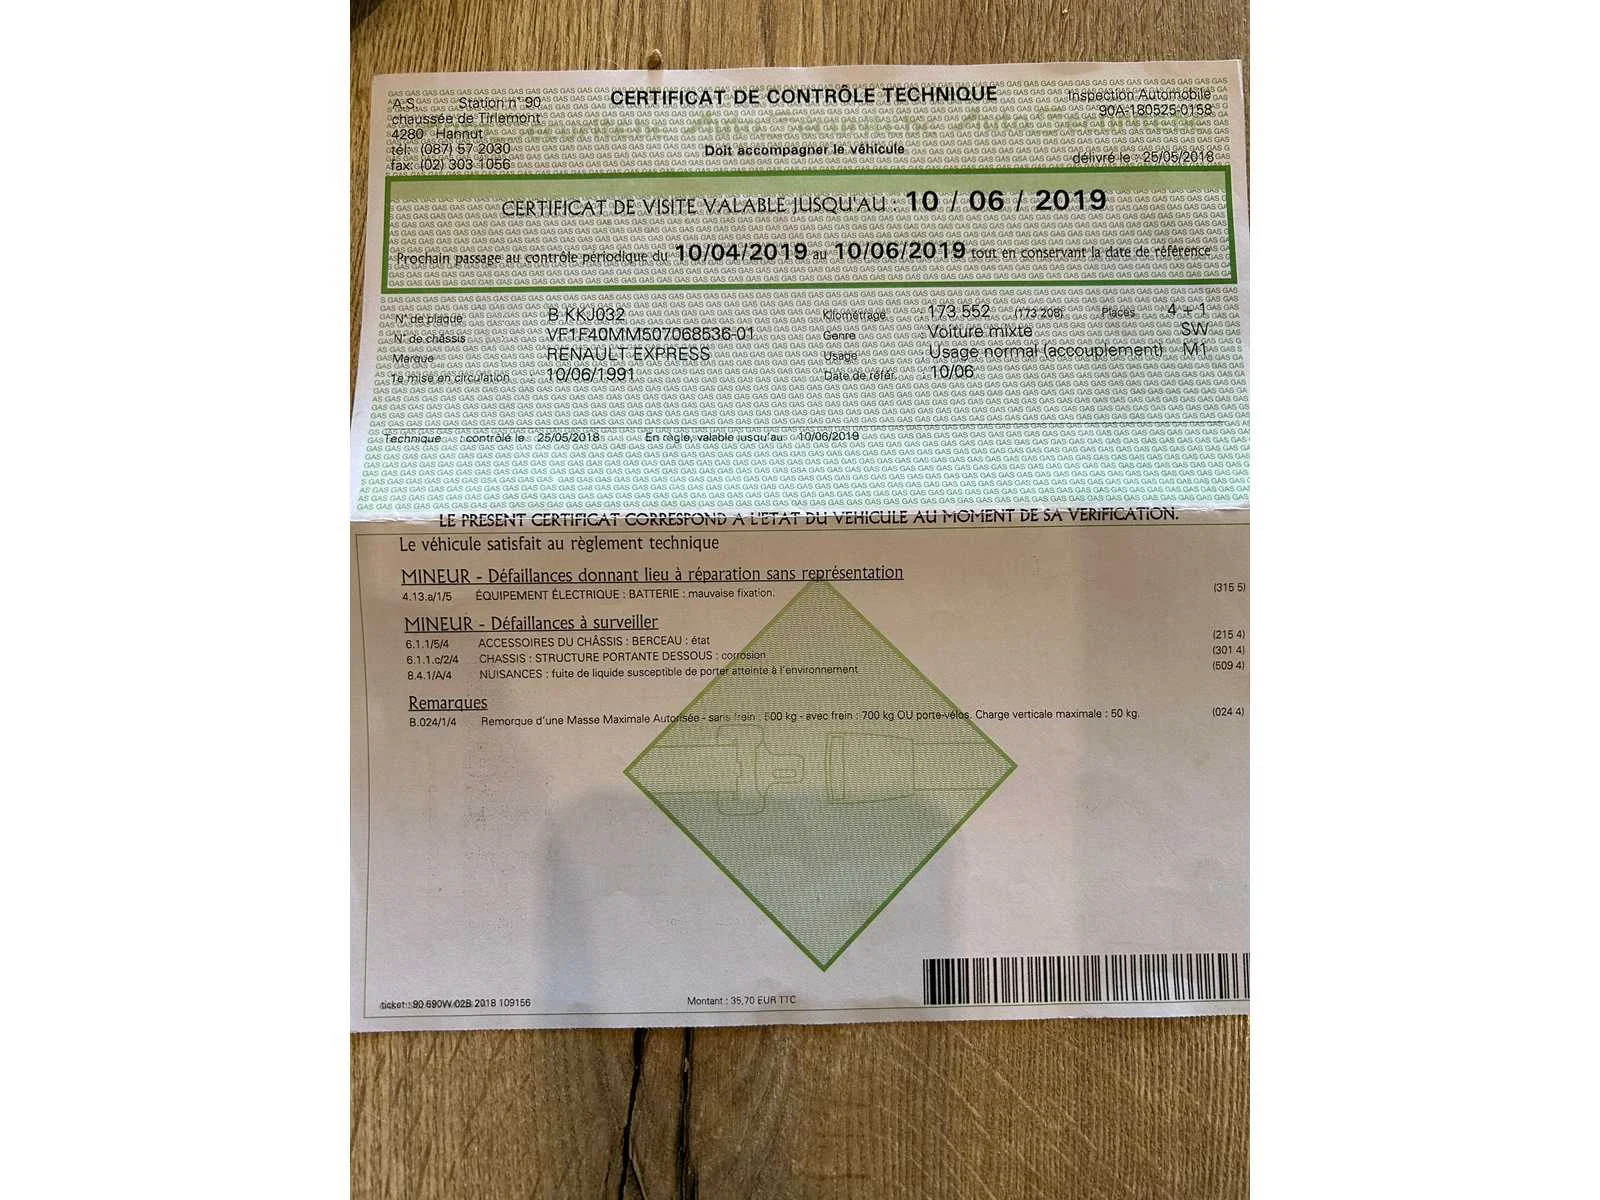 A.S. Station n° 90
chaussée de Tirlemont
4280 Hannut
tél: (087) 57 2030
fax: (02) 303 1056
CERTIFICAT DE CONTRÔLE TECHNIQUE
Doit accompagner le véhicule
Inspection Automobile
90A-180525-0158
délivré le : 25/05/2018
CERTIFICAT DE VISITE VALABLE JUSQU'AU : 10 / 06 / 2019
Prochain passage au contrôle périodique du 10/04/2019 au 10/06/2019 tout en conservant la date de référence
N° de plaque B KKJ032 Kilométrage 173 552 (173 208) Places 4 + 1
N° de châssis VF1F40MM507068536-01 Genre Voiture mixte SW
Marque RENAULT EXPRESS Usage Usage normal (accouplement) M1
1e mise en circulation 10/06/1991 Date de référ. 10/06
Technique contrôlé le 25/05/2018 En règle, valable jusqu'au 10/06/2019
LE PRESENT CERTIFICAT CORRESPOND A L'ETAT DU VEHICULE AU MOMENT DE SA VERIFICATION.
Le véhicule satisfait au règlement technique
MINEUR - Défaillances donnant lieu à réparation sans représentation
4.13.a/1/5 ÉQUIPEMENT ÉLECTRIQUE : BATTERIE : mauvaise fixation. (315 5)
MINEUR - Défaillances à surveiller
6.1.1/5/4 ACCESSOIRES DU CHÂSSIS : BERCEAU : état (215 4)
6.1.1.c/2/4 CHASSIS : STRUCTURE PORTANTE DESSOUS : corrosion (301 4)
8.4.1/A/4 NUISANCES : fuite de liquide susceptible de porter atteinte à l'environnement (509 4)
Remarques
B.024/1/4 Remorque d'une Masse Maximale Autorisée - sans frein : 500 kg - avec frein : 700 kg OU porte-vélos. Charge verticale maximale : 50 kg. (024 4)
ticket : 90 690W 02B 2018 109156
Montant : 35,70 EUR TTC